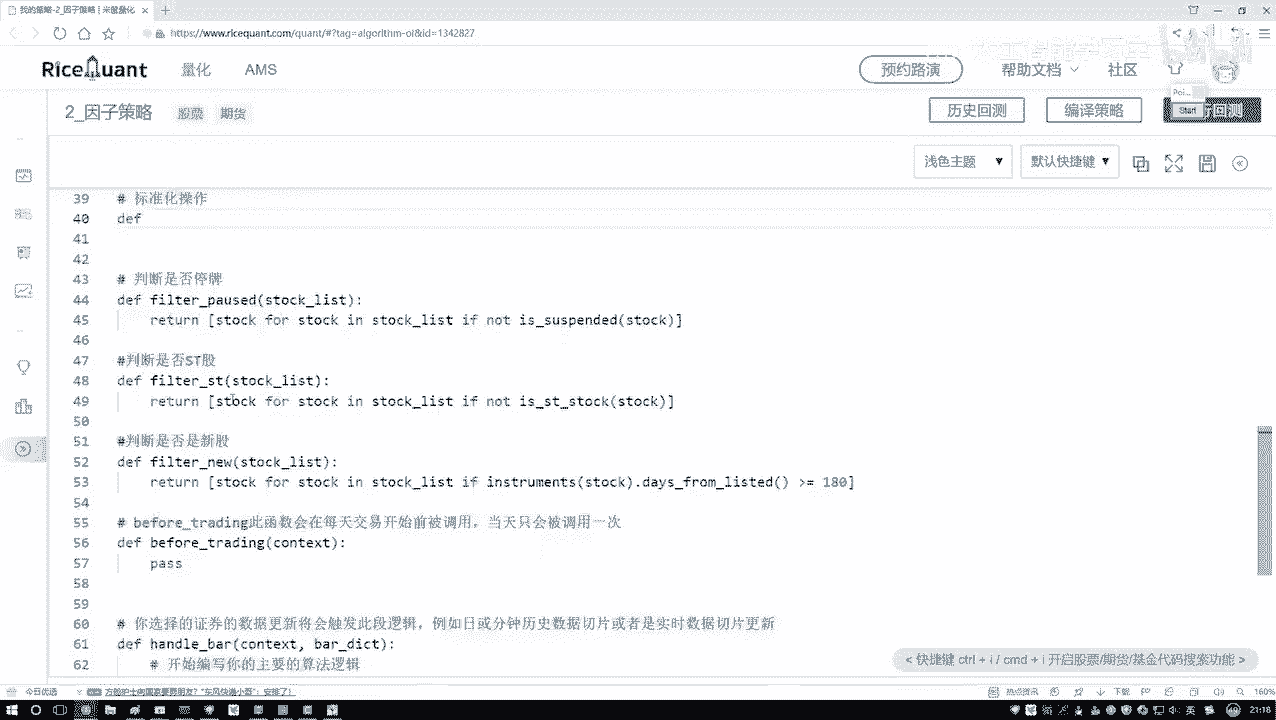 我的策略-2_因子策略
https://www.ricequant.com/quant/#?tag=algorithm-ol&id=1342827
RiceQuant 量化 AMS 预约路演 帮助文档 社区
Poi...
Start
2_因子策略 股票 期货 历史回测 编译策略
浅色主题 ▼ 默认快捷键 ▼
39 # 标准化操作
40 def
41
42
43 # 判断是否停牌
44 def filter_paused(stock_list):
45 return [stock for stock in stock_list if not is_suspended(stock)]
46
47 #判断是否ST股
48 def filter_st(stock_list):
49 return [stock for stock in stock_list if not is_st_stock(stock)]
50
51 #判断是否是新股
52 def filter_new(stock_list):
53 return [stock for stock in stock_list if instruments(stock).days_from_listed() >= 180]
54
55 # before_trading此函数会在每天交易开始前被调用，当天只会被调用一次
56 def before_trading(context):
57 pass
58
59
60 # 你选择的证券的数据更新将会触发此段逻辑，例如日或分钟历史数据切片或者是实时数据切片更新
61 def handle_bar(context, bar_dict):
62 # 开始编写你的主要的算法逻辑
< 快捷键 ctrl + i / cmd + i 开启股票/期货/基金代码搜索功能 >
今日优选 热点资讯 下载 160%
21:18